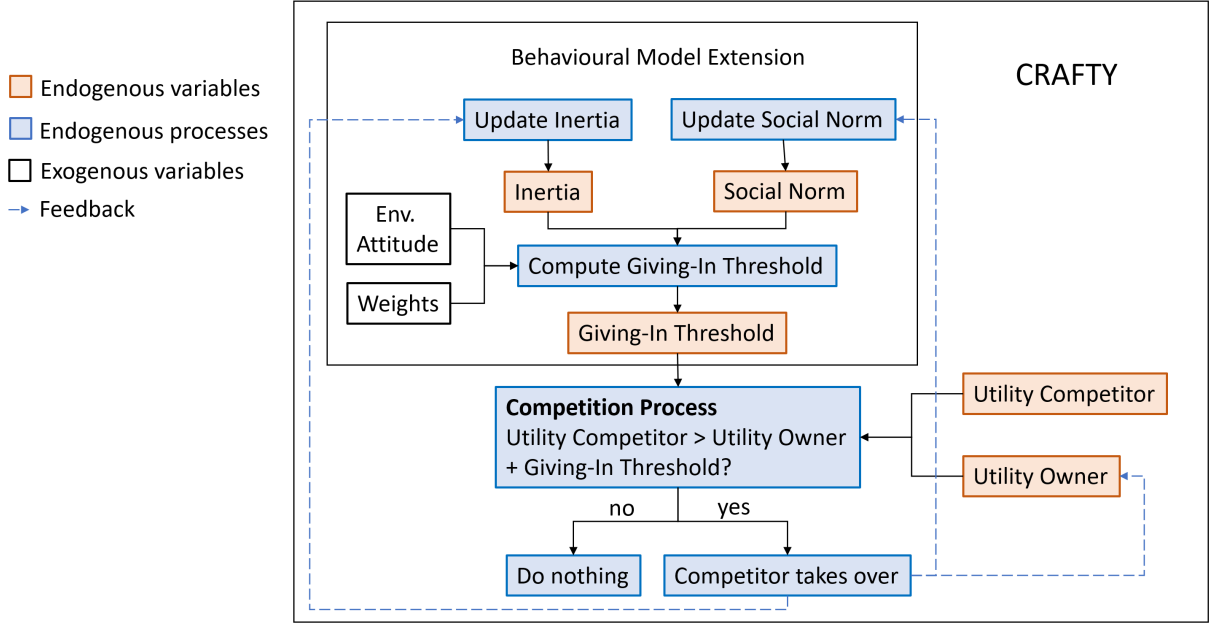 Endogenous variables
Endogenous processes
Exogenous variables
Feedback
Behavioural Model Extension
CRAFTY
Update Inertia
Update Social Norm
Inertia
Social Norm
Env.
Attitude
Compute Giving-In Threshold
Weights
Giving-In Threshold
Competition Process
Utility Competitor > Utility Owner
+ Giving-In Threshold?
Utility Competitor
Utility Owner
no
yes
Do nothing
Competitor takes over